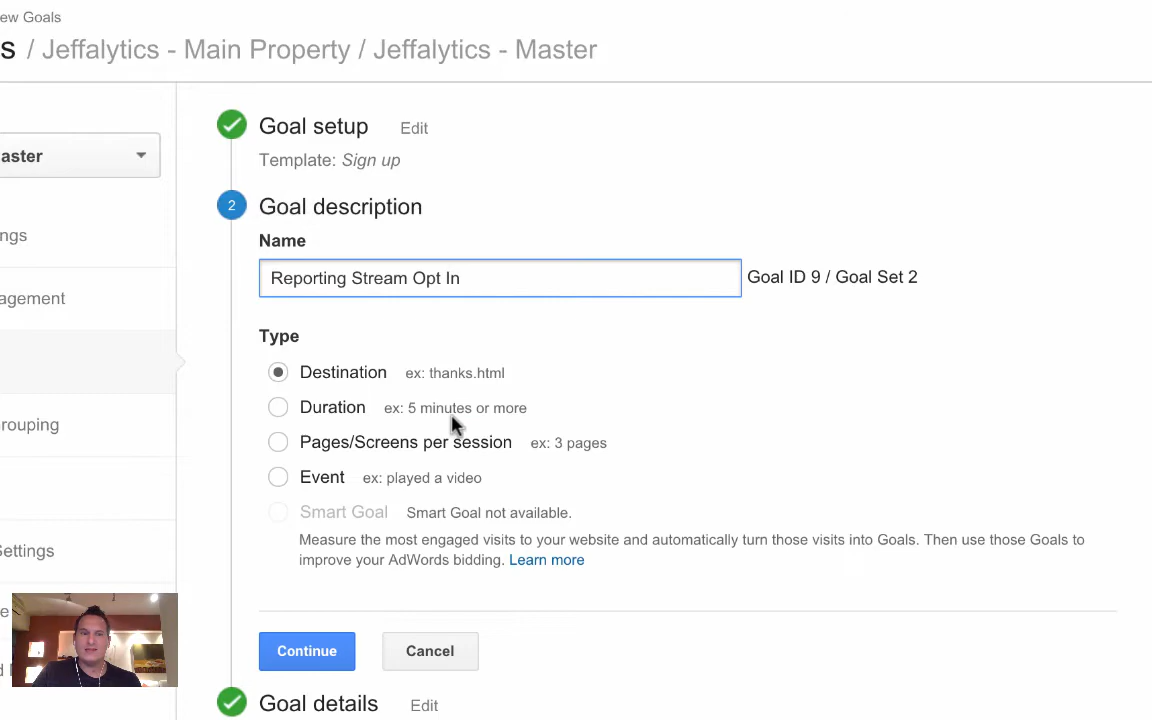 ew Goals
s / Jeffalytics - Main Property / Jeffalytics - Master
aster
ngs
agement
rouping
Settings
e
d
Goal setup Edit
Template: Sign up
2 Goal description
Name
Reporting Stream Opt In Goal ID 9 / Goal Set 2
Type
Destination ex: thanks.html
Duration ex: 5 minutes or more
Pages/Screens per session ex: 3 pages
Event ex: played a video
Smart Goal Smart Goal not available.
Measure the most engaged visits to your website and automatically turn those visits into Goals. Then use those Goals to
improve your AdWords bidding. Learn more
Continue Cancel
Goal details Edit